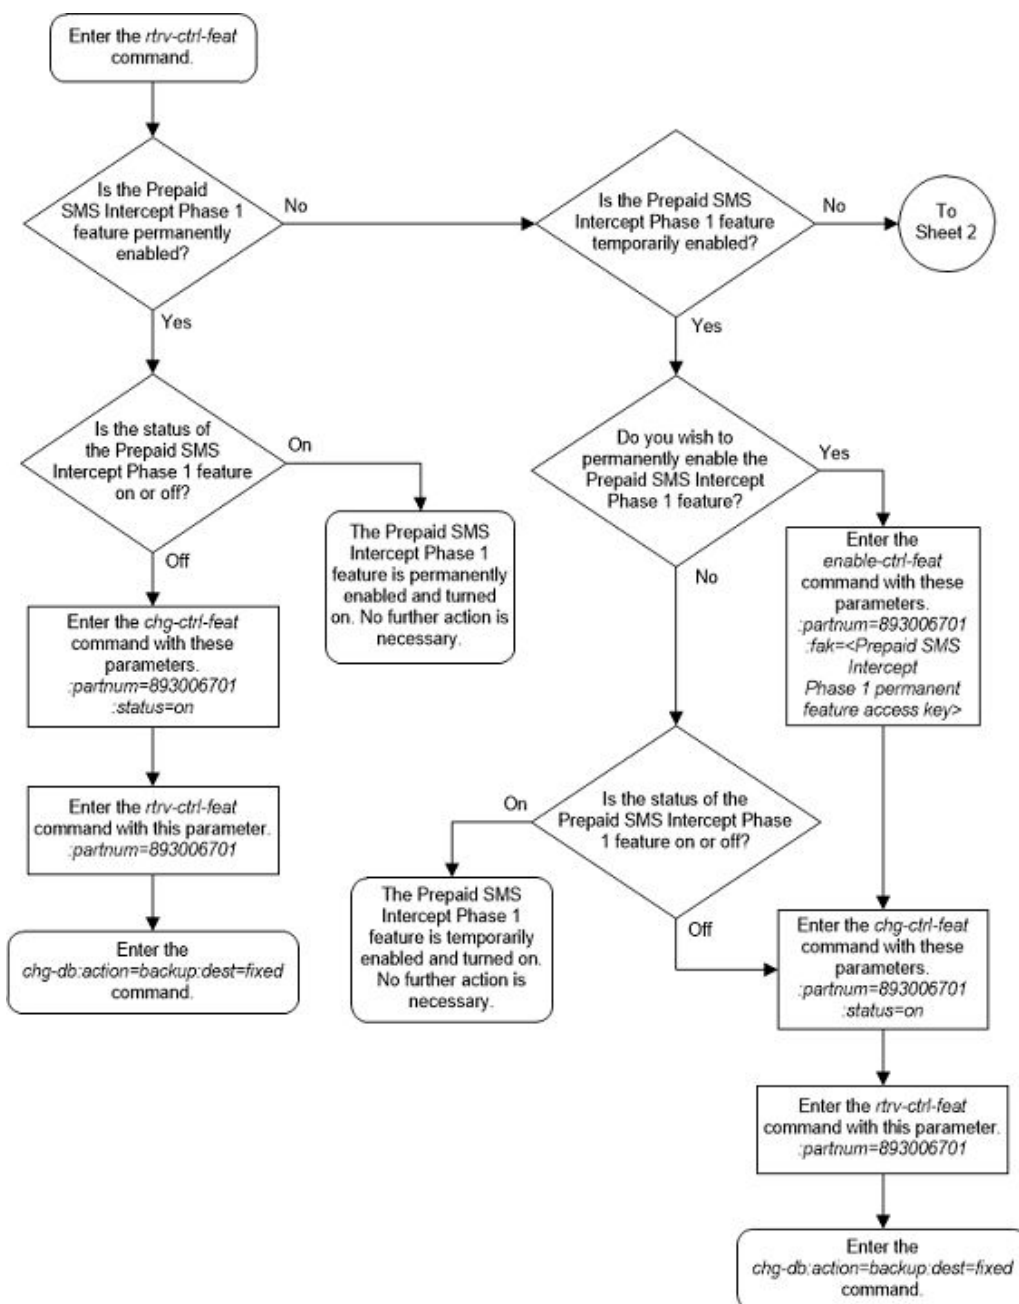 Enter the rtrv-ctrl-feat
command.
Is the Prepaid
SMS Intercept Phase 1
feature permanently
enabled?
No
Is the Prepaid SMS
Intercept Phase 1 feature
temporarily enabled?
No
To
Sheet 2
Yes
Yes
Is the status of
the Prepaid SMS
Intercept Phase 1 feature
on or off?
On
The Prepaid SMS
Intercept Phase 1
feature is permanently
enabled and turned
on. No further action is
necessary.
Off
Enter the chg-ctrl-feat
command with these
parameters.
:partnum=893006701
:status=on
Enter the rtrv-ctrl-feat
command with this parameter.
:partnum=893006701
Enter the
chg-db:action=backup:dest=fixed
command.
Do you wish to
permanently enable the
Prepaid SMS Intercept
Phase 1 feature?
Yes
Enter the
enable-ctrl-feat
command with these
parameters.
:partnum=893006701
:fak=<Prepaid SMS
Intercept
Phase 1 permanent
feature access key>
No
Is the status of the
Prepaid SMS Intercept Phase
1 feature on or off?
On
The Prepaid SMS
Intercept Phase 1
feature is temporarily
enabled and turned on.
No further action is
necessary.
Off
Enter the chg-ctrl-feat
command with these
parameters.
:partnum=893006701
:status=on
Enter the rtrv-ctrl-feat
command with this parameter.
:partnum=893006701
Enter the
chg-db:action=backup:dest=fixed
command.